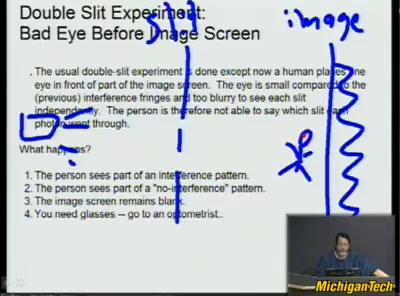 Double Slit Experiment:
Bad Eye Before Image Screen
slit
image
. The usual double-slit experiment is done except now a human places one
eye in front of part of the image screen. The eye is small compared to the
(previous) interference fringes and too blurry to see each slit
independently. The person is therefore not able to say which slit each
photon went through.
What happens?
1. The person sees part of an interference pattern.
2. The person sees part of a "no-interference" pattern.
3. The image screen remains blank.
4. You need glasses -- go to an optometrist..
MichiganTech